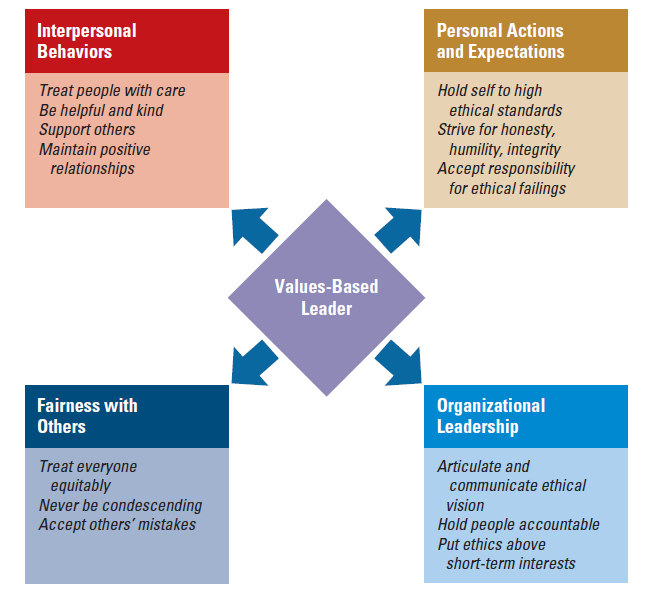 Interpersonal
Behaviors
Treat people with care
Be helpful and kind
Support others
Maintain positive
relationships
Personal Actions
and Expectations
Hold self to high
ethical standards
Strive for honesty,
humility, integrity
Accept responsibility
for ethical failings
Values-Based
Leader
Fairness with
Others
Treat everyone
equitably
Never be condescending
Accept others’ mistakes
Organizational
Leadership
Articulate and
communicate ethical
vision
Hold people accountable
Put ethics above
short-term interests